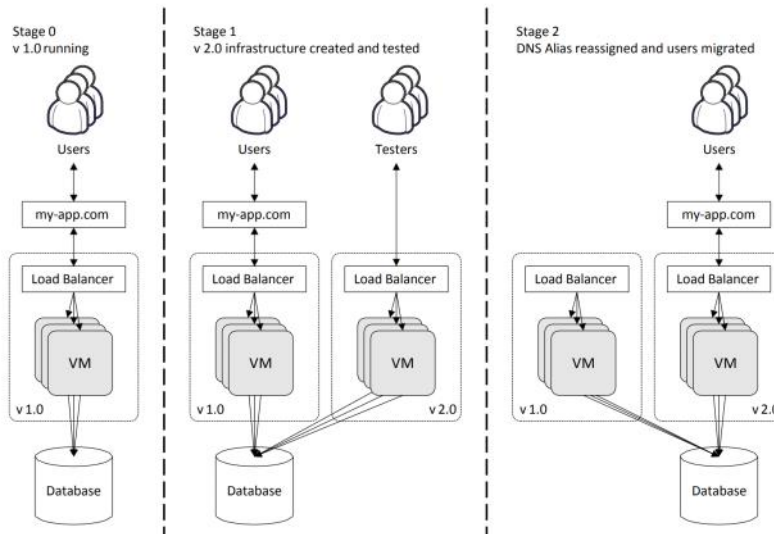 Stage 0
v 1.0 running
Users
my-app.com
Load Balancer
VM
v 1.0
Database
Stage 1
v 2.0 infrastructure created and tested
Users
Testers
my-app.com
Load Balancer
Load Balancer
VM
VM
v 1.0
v 2.0
Database
Stage 2
DNS Alias reassigned and users migrated
Users
my-app.com
Load Balancer
Load Balancer
VM
VM
v 1.0
v 2.0
Database